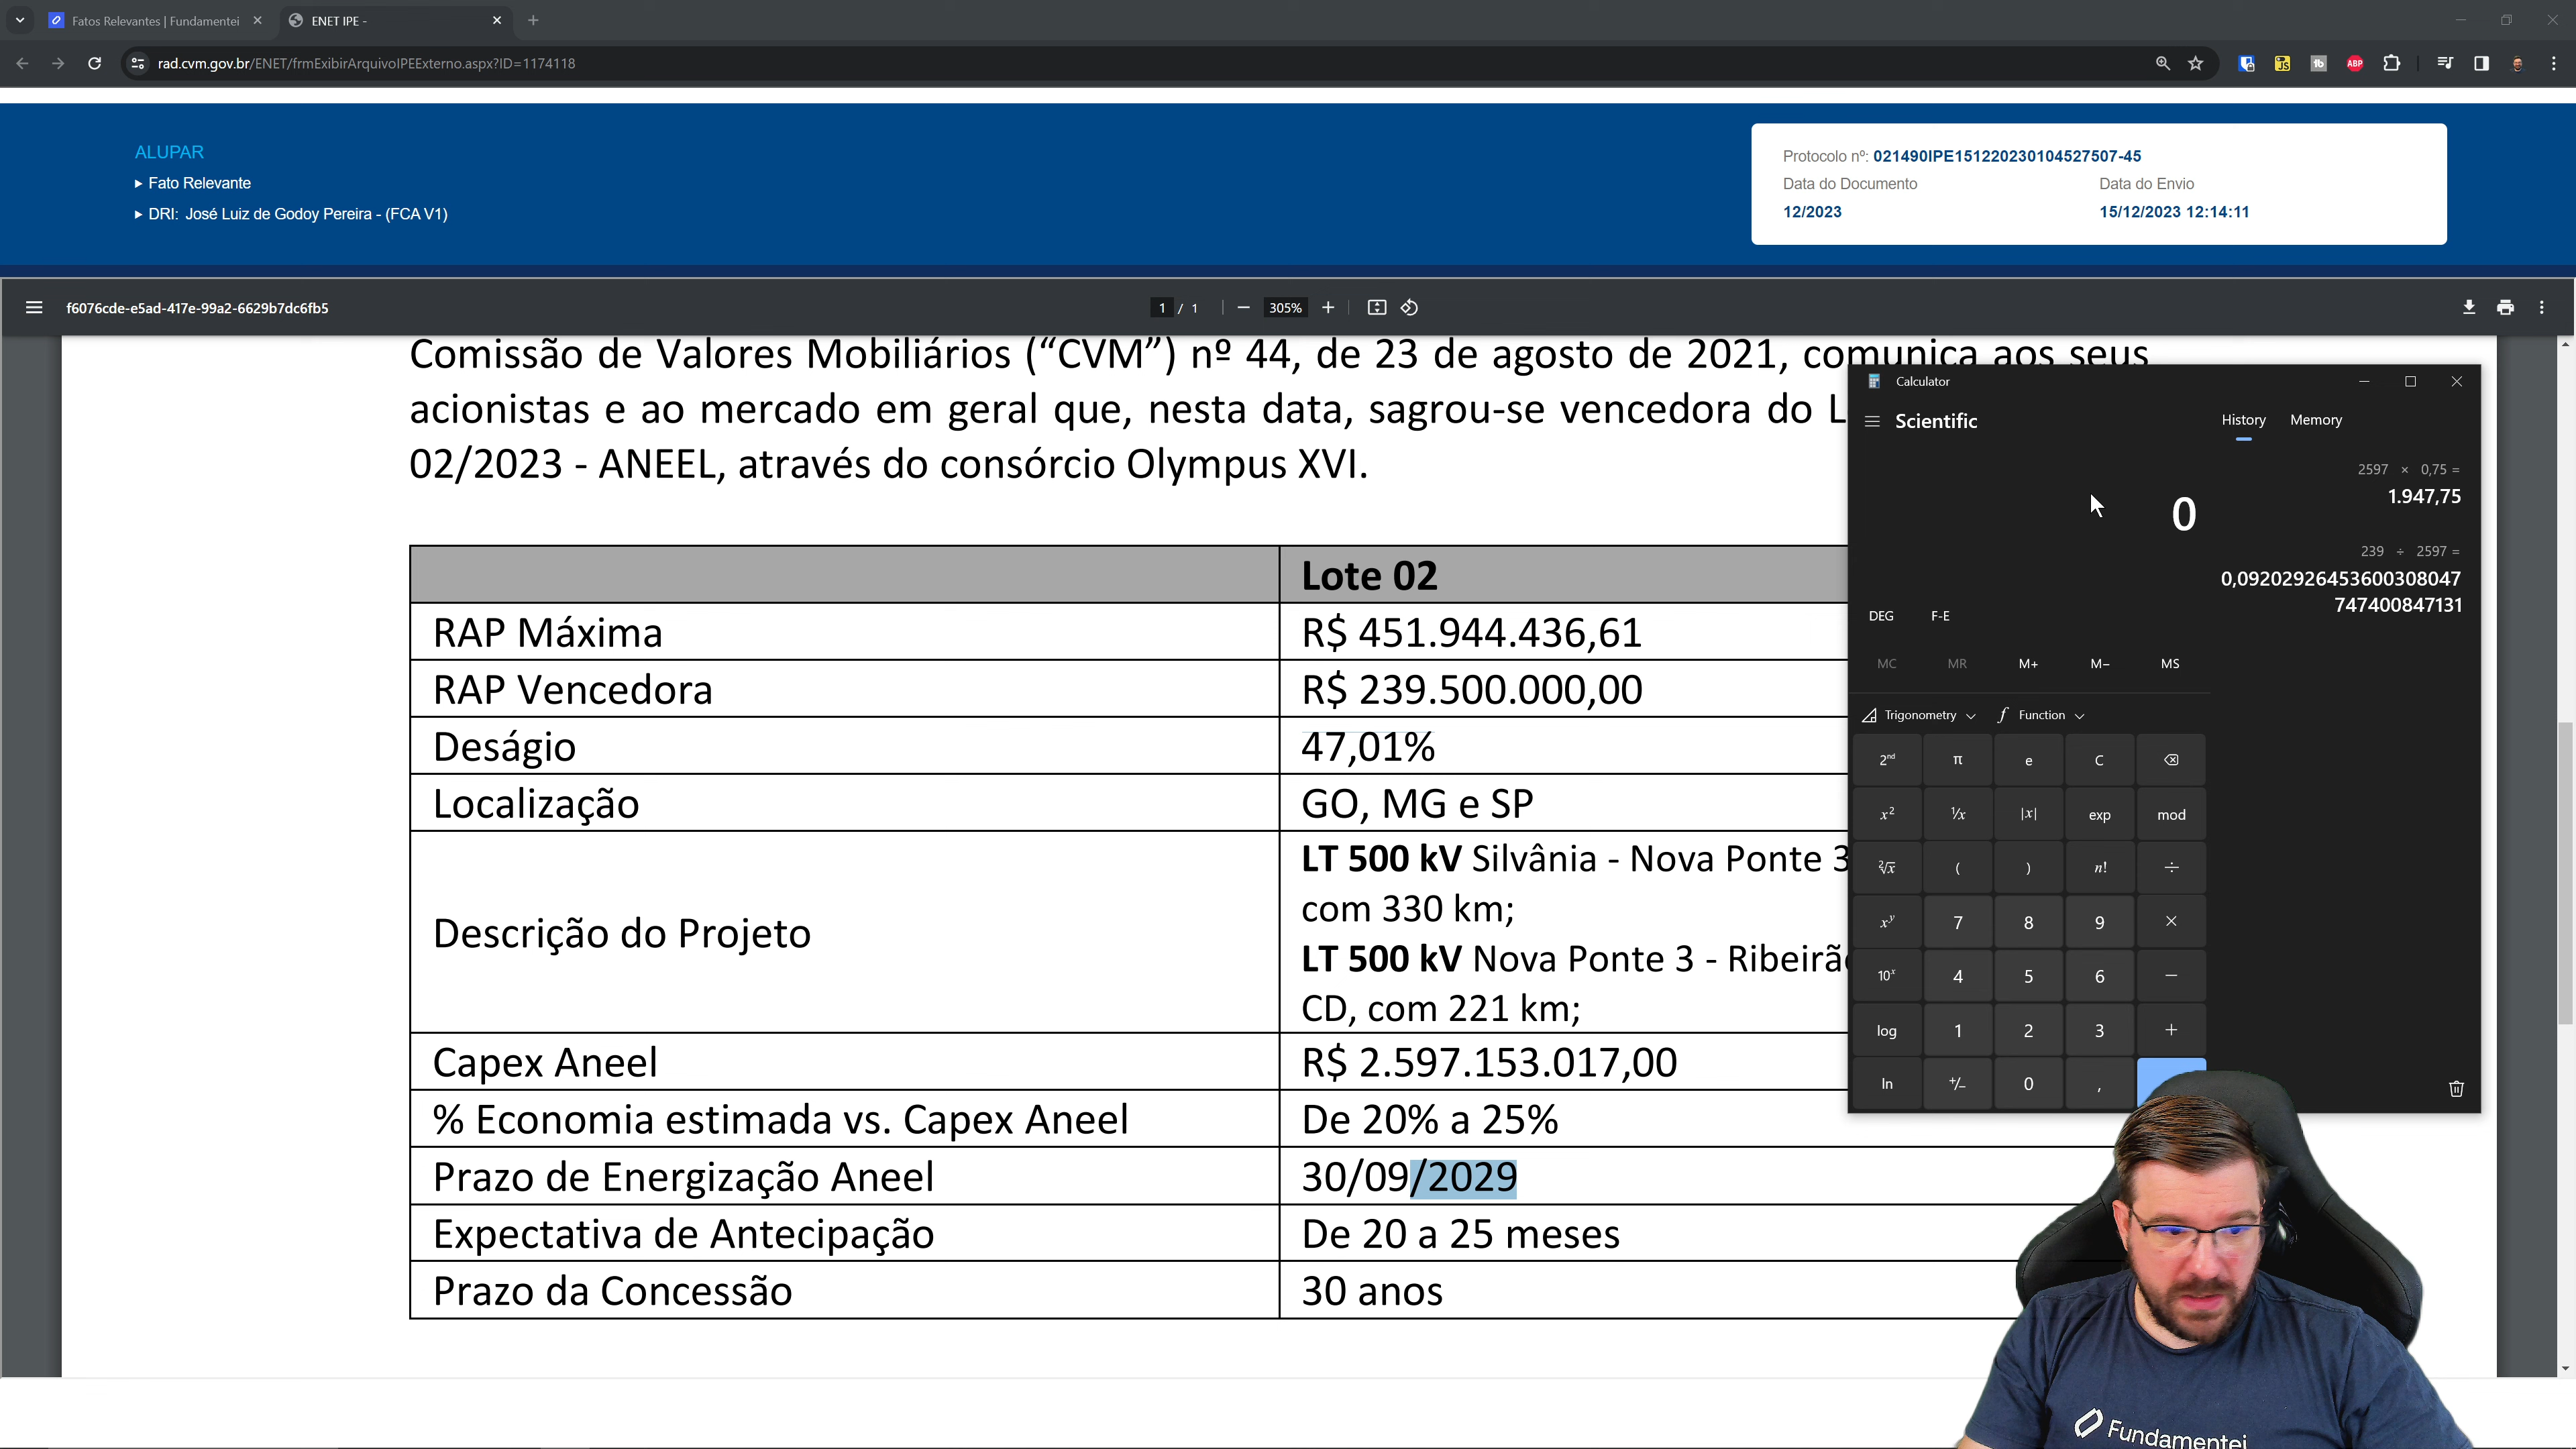 Fatos Relevantes | Fundamentei
ENET IPE -
rad.cvm.gov.br/ENET/frmExibirArquivoIPEExterno.aspx?ID=1174118
JS
tb
ABP
ALUPAR
Fato Relevante
DRI: José Luiz de Godoy Pereira - (FCA V1)
Protocolo nº: 021490IPE151220230104527507-45
Data do Documento Data do Envio
12/2023 15/12/2023 12:14:11
f6076cde-e5ad-417e-99a2-6629b7dc6fb5
1 / 1
305%
Comissão de Valores Mobiliários (“CVM”) nº 44, de 23 de agosto de 2021, comunica aos seus
acionistas e ao mercado em geral que, nesta data, sagrou-se vencedora do L
02/2023 - ANEEL, através do consórcio Olympus XVI.
Lote 02
RAP Máxima R$ 451.944.436,61
RAP Vencedora R$ 239.500.000,00
Deságio 47,01%
Localização GO, MG e SP
Descrição do Projeto
LT 500 kV Silvânia - Nova Ponte 3
com 330 km;
LT 500 kV Nova Ponte 3 - Ribeirã
CD, com 221 km;
Capex Aneel R$ 2.597.153.017,00
% Economia estimada vs. Capex Aneel De 20% a 25%
Prazo de Energização Aneel 30/09/2029
Expectativa de Antecipação De 20 a 25 meses
Prazo da Concessão 30 anos
Calculator
Scientific
History Memory
0
2597 × 0,75 =
1.947,75
239 ÷ 2597 =
0,09202926453600308047
747400847131
DEG F-E
MC MR M+ M− MS
Trigonometry Function
2nd π e C
x² ¹/x |x| exp mod
²√x ( ) n! ÷
xʸ 7 8 9 ×
10ˣ 4 5 6 −
log 1 2 3 +
ln +/− 0 ,
Fundamentei